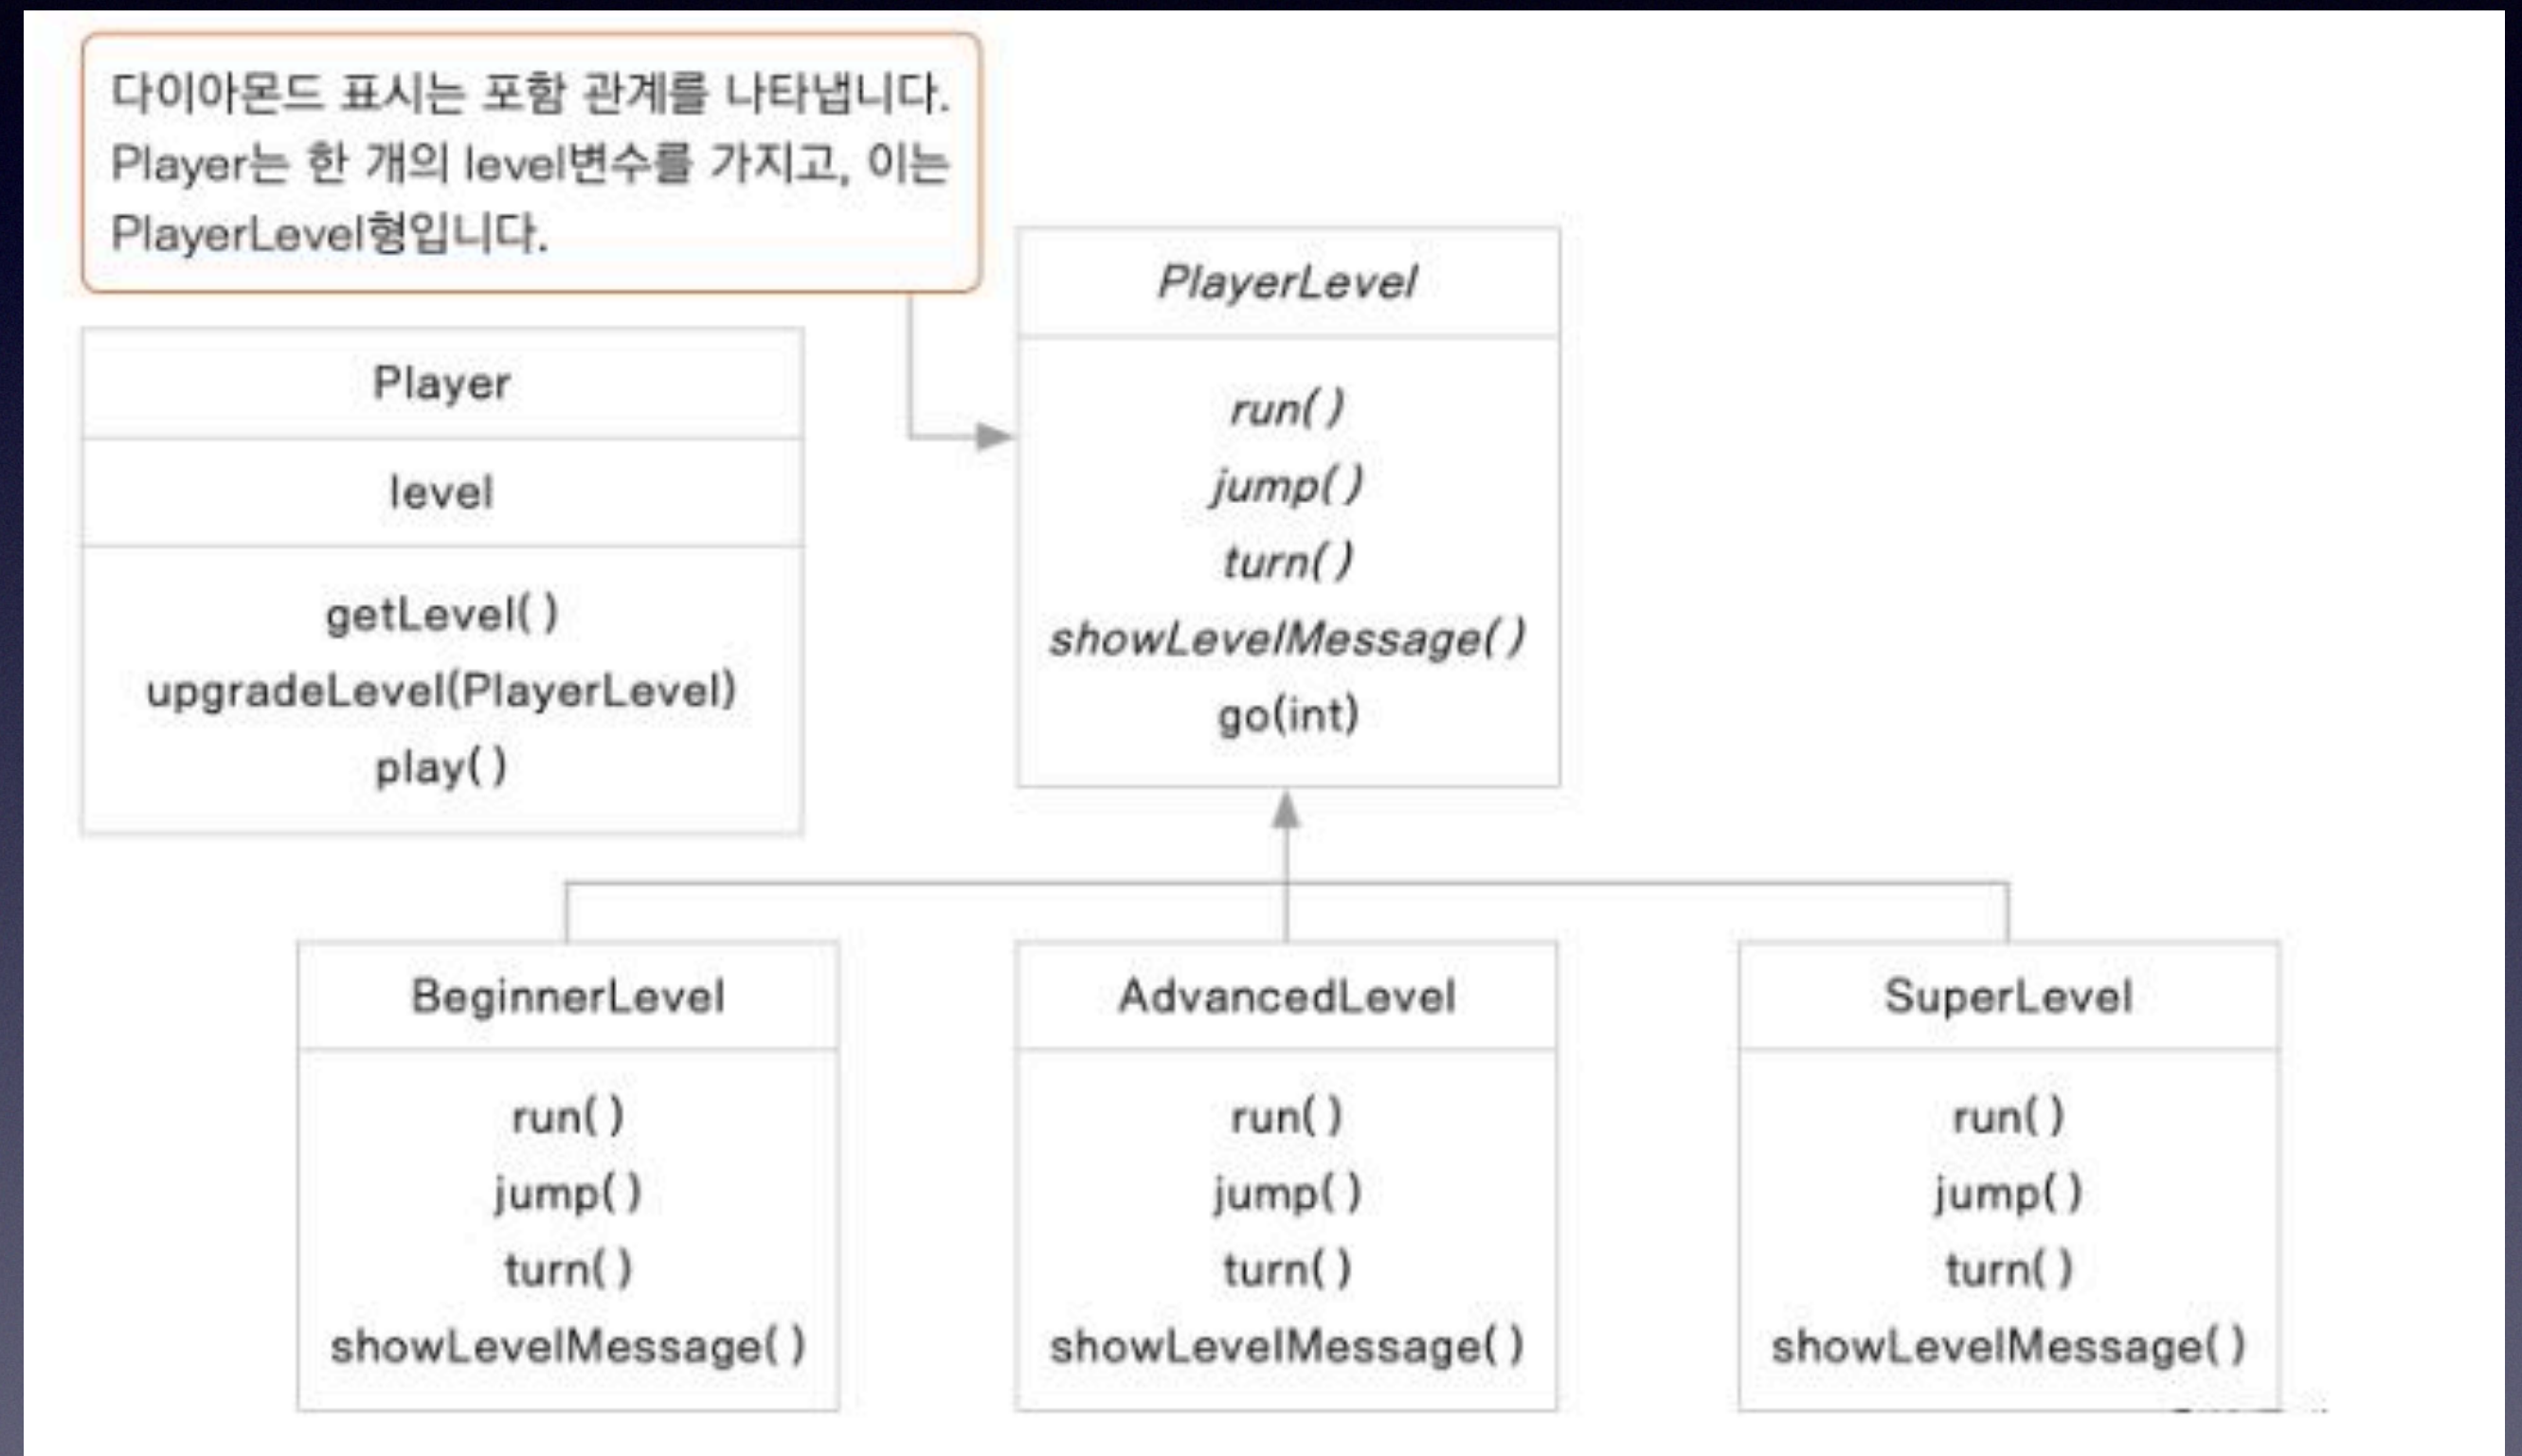 다이아몬드 표시는 포함 관계를 나타냅니다.
Player는 한 개의 level변수를 가지고, 이는
PlayerLevel형입니다.
PlayerLevel
run( )
jump( )
turn( )
showLevelMessage( )
go(int)
Player
level
getLevel( )
upgradeLevel(PlayerLevel)
play( )
BeginnerLevel
run( )
jump( )
turn( )
showLevelMessage( )
AdvancedLevel
run( )
jump( )
turn( )
showLevelMessage( )
SuperLevel
run( )
jump( )
turn( )
showLevelMessage( )